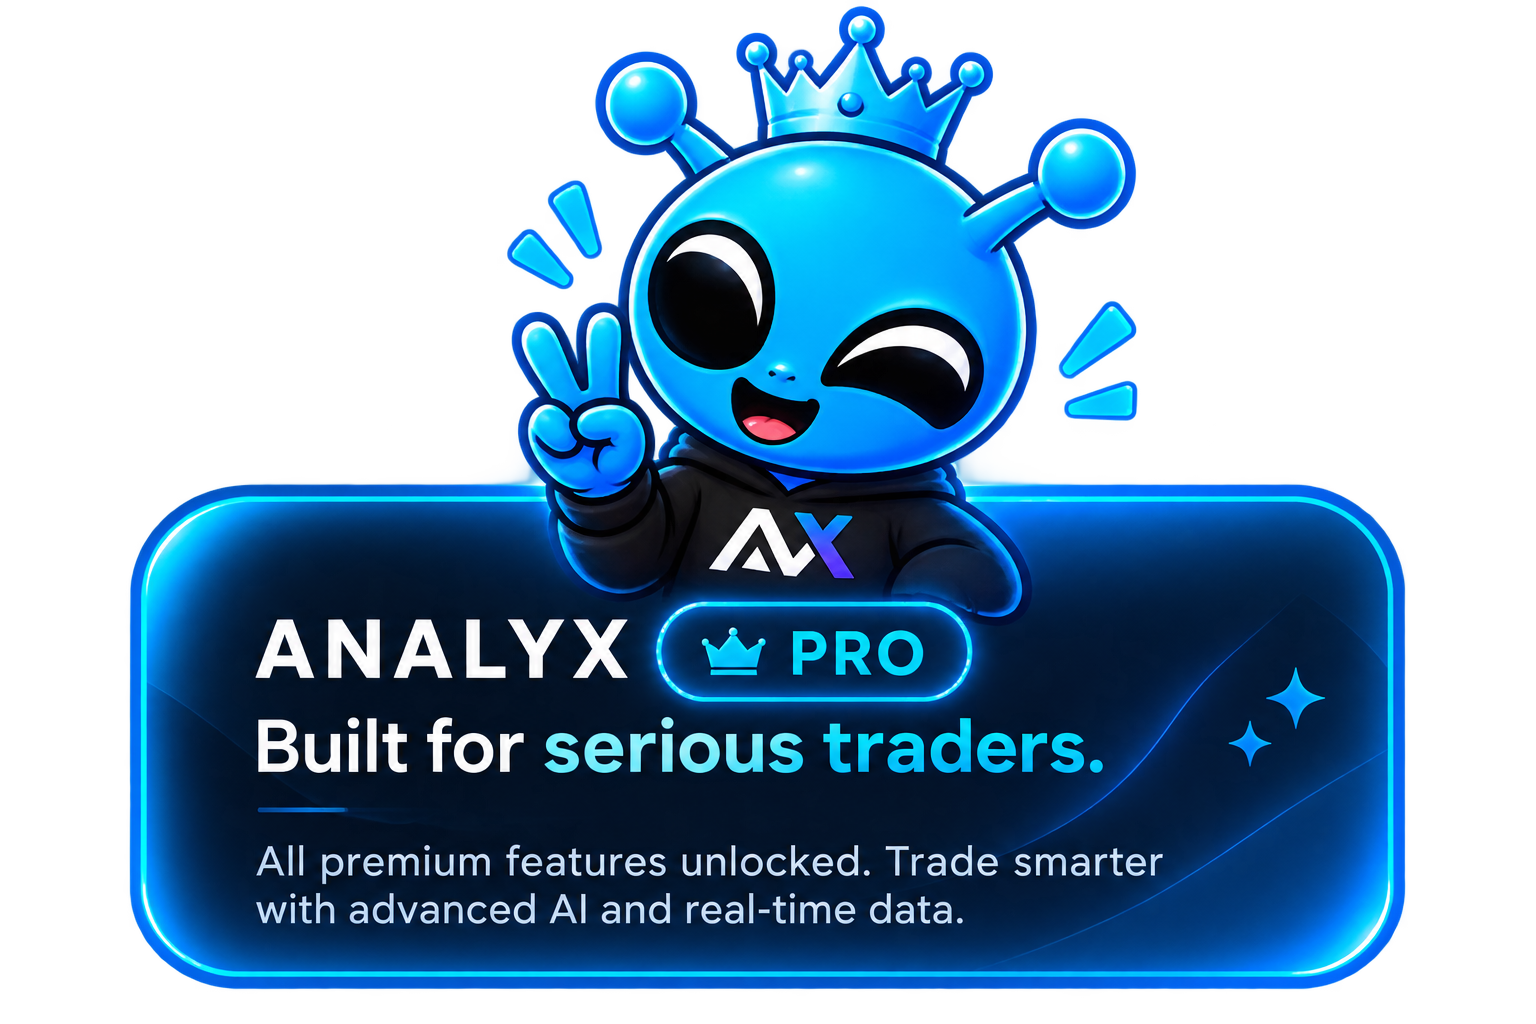 AX
ANALYX PRO
Built for serious traders.
All premium features unlocked. Trade smarter
with advanced AI and real-time data.